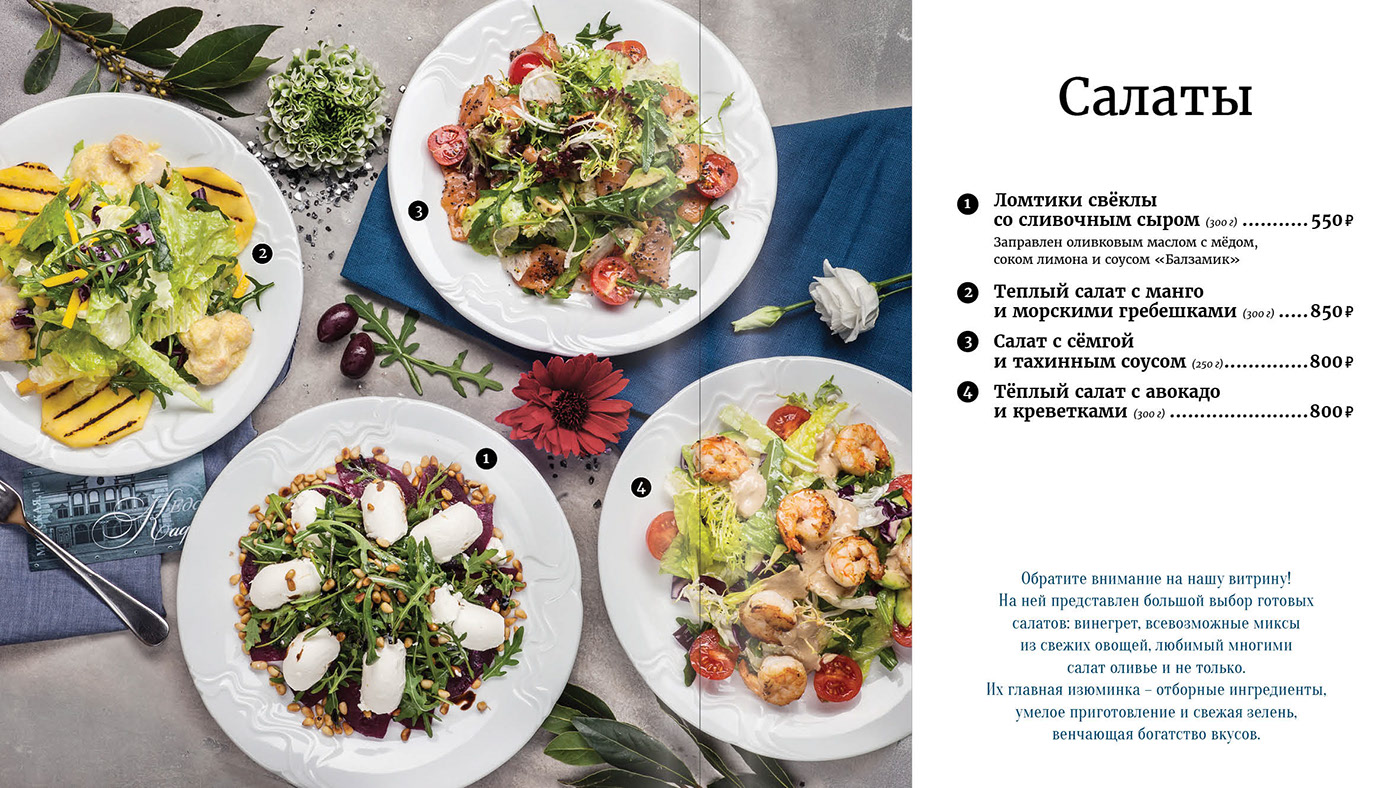 Салаты
1 Ломтики свёклы
со сливочным сыром (300 г) ........... 550 ₽
Заправлен оливковым маслом с мёдом,
соком лимона и соусом «Балзамик»
2 Теплый салат с манго
и морскими гребешками (300 г) ..... 850 ₽
3 Салат с сёмгой
и тахинным соусом (250 г).............. 800 ₽
4 Тёплый салат с авокадо
и креветками (300 г) ....................... 800 ₽
Обратите внимание на нашу витрину!
На ней представлен большой выбор готовых
салатов: винегрет, всевозможные миксы
из свежих овощей, любимый многими
салат оливье и не только.
Их главная изюминка – отборные ингредиенты,
умелое приготовление и свежая зелень,
венчающая богатство вкусов.
3
2
1
4